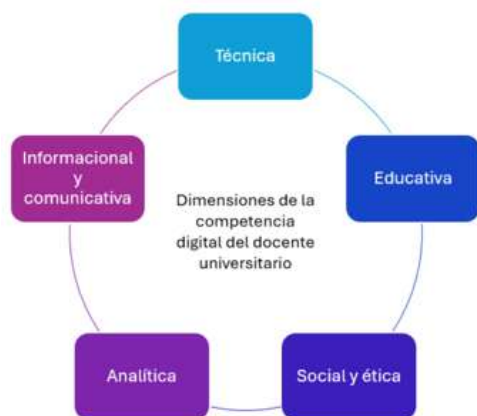 Técnica
Educativa
Social y ética
Analítica
Informacional
y
comunicativa
Dimensiones de la
competencia
digital del docente
universitario